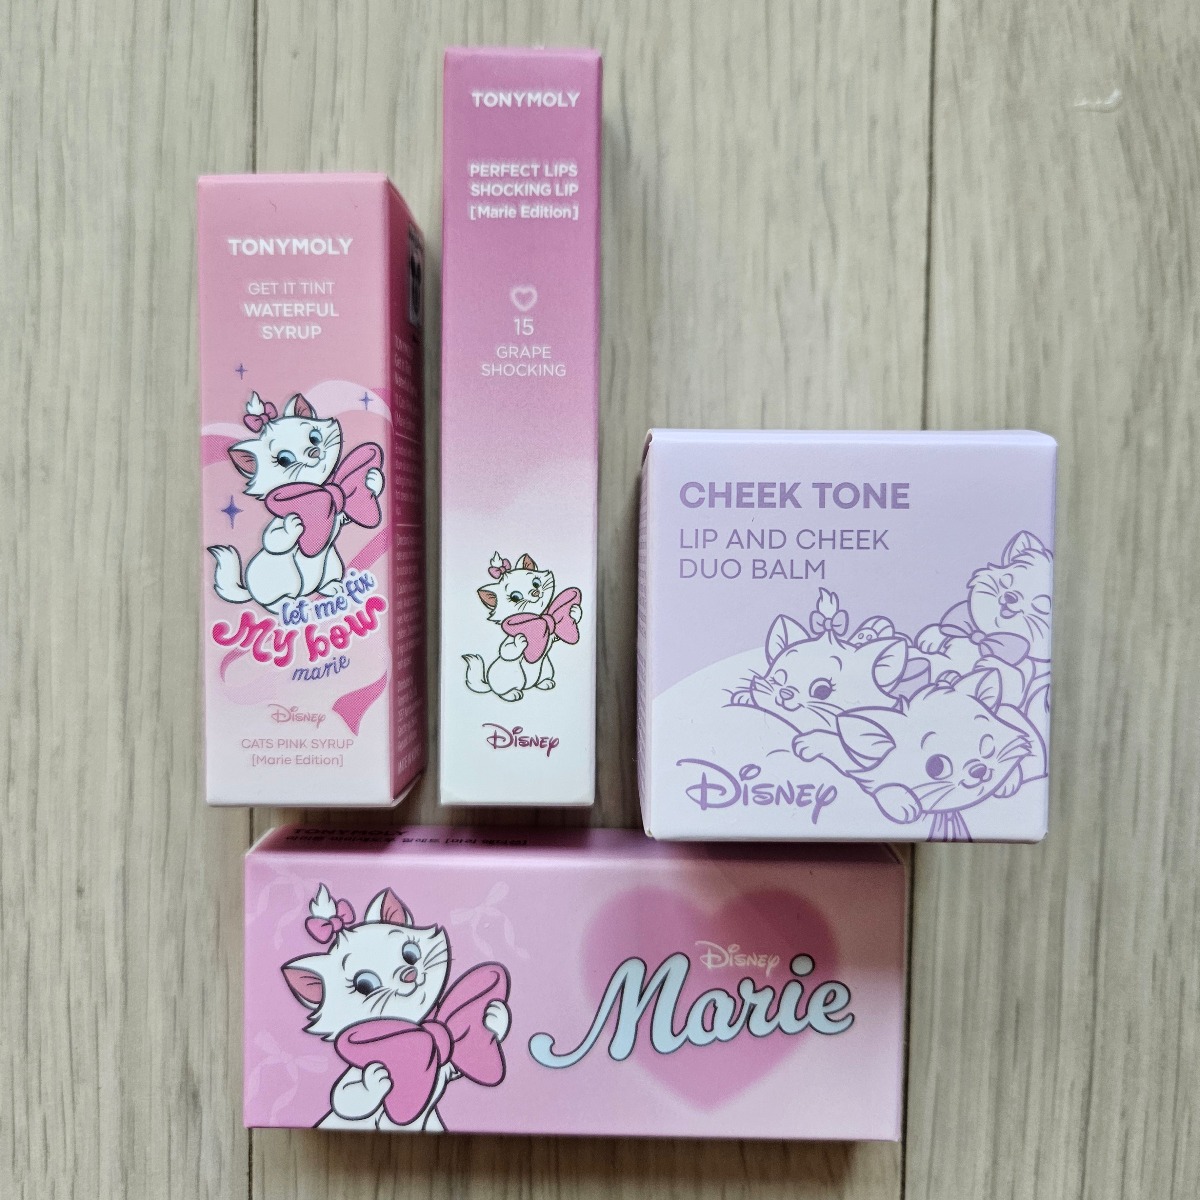 TONYMOLY
GET IT TINT
WATERFUL
SYRUP
let me fix
My bow
marie
Disney
CATS PINK SYRUP
[Marie Edition]
TONYMOLY
PERFECT LIPS
SHOCKING LIP
[Marie Edition]
15
GRAPE
SHOCKING
Disney
CHEEK TONE
LIP AND CHEEK
DUO BALM
Disney
TONYMOLY
Disney
Marie